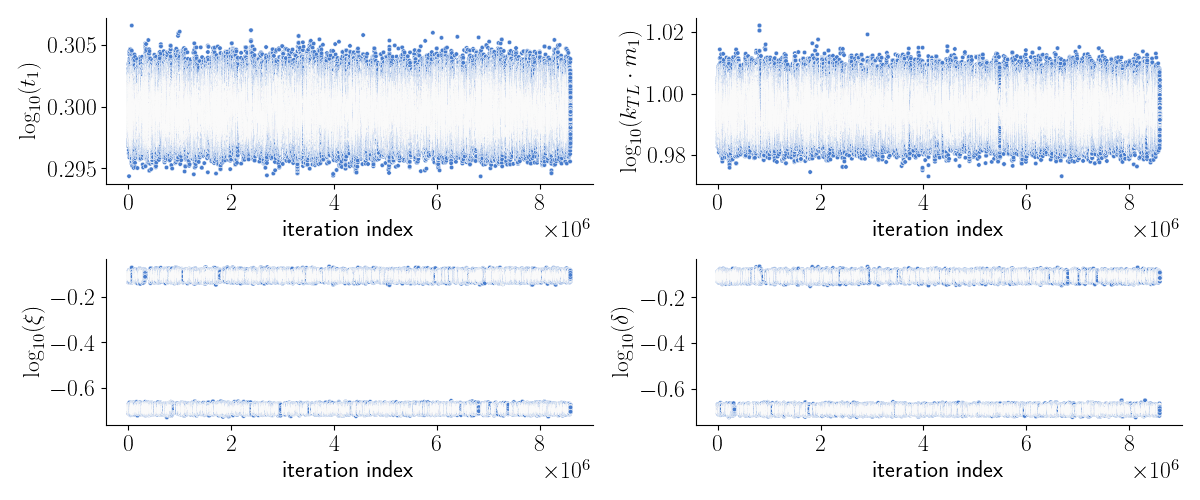 0.305
0.300
0.295
log10(t1)
0 2 4 6 8
×10^6
iteration index
1.02
1.00
0.98
log10(kTL · m1)
0 2 4 6 8
×10^6
iteration index
−0.2
−0.4
−0.6
log10(ξ)
0 2 4 6 8
×10^6
iteration index
−0.2
−0.4
−0.6
log10(δ)
0 2 4 6 8
×10^6
iteration index